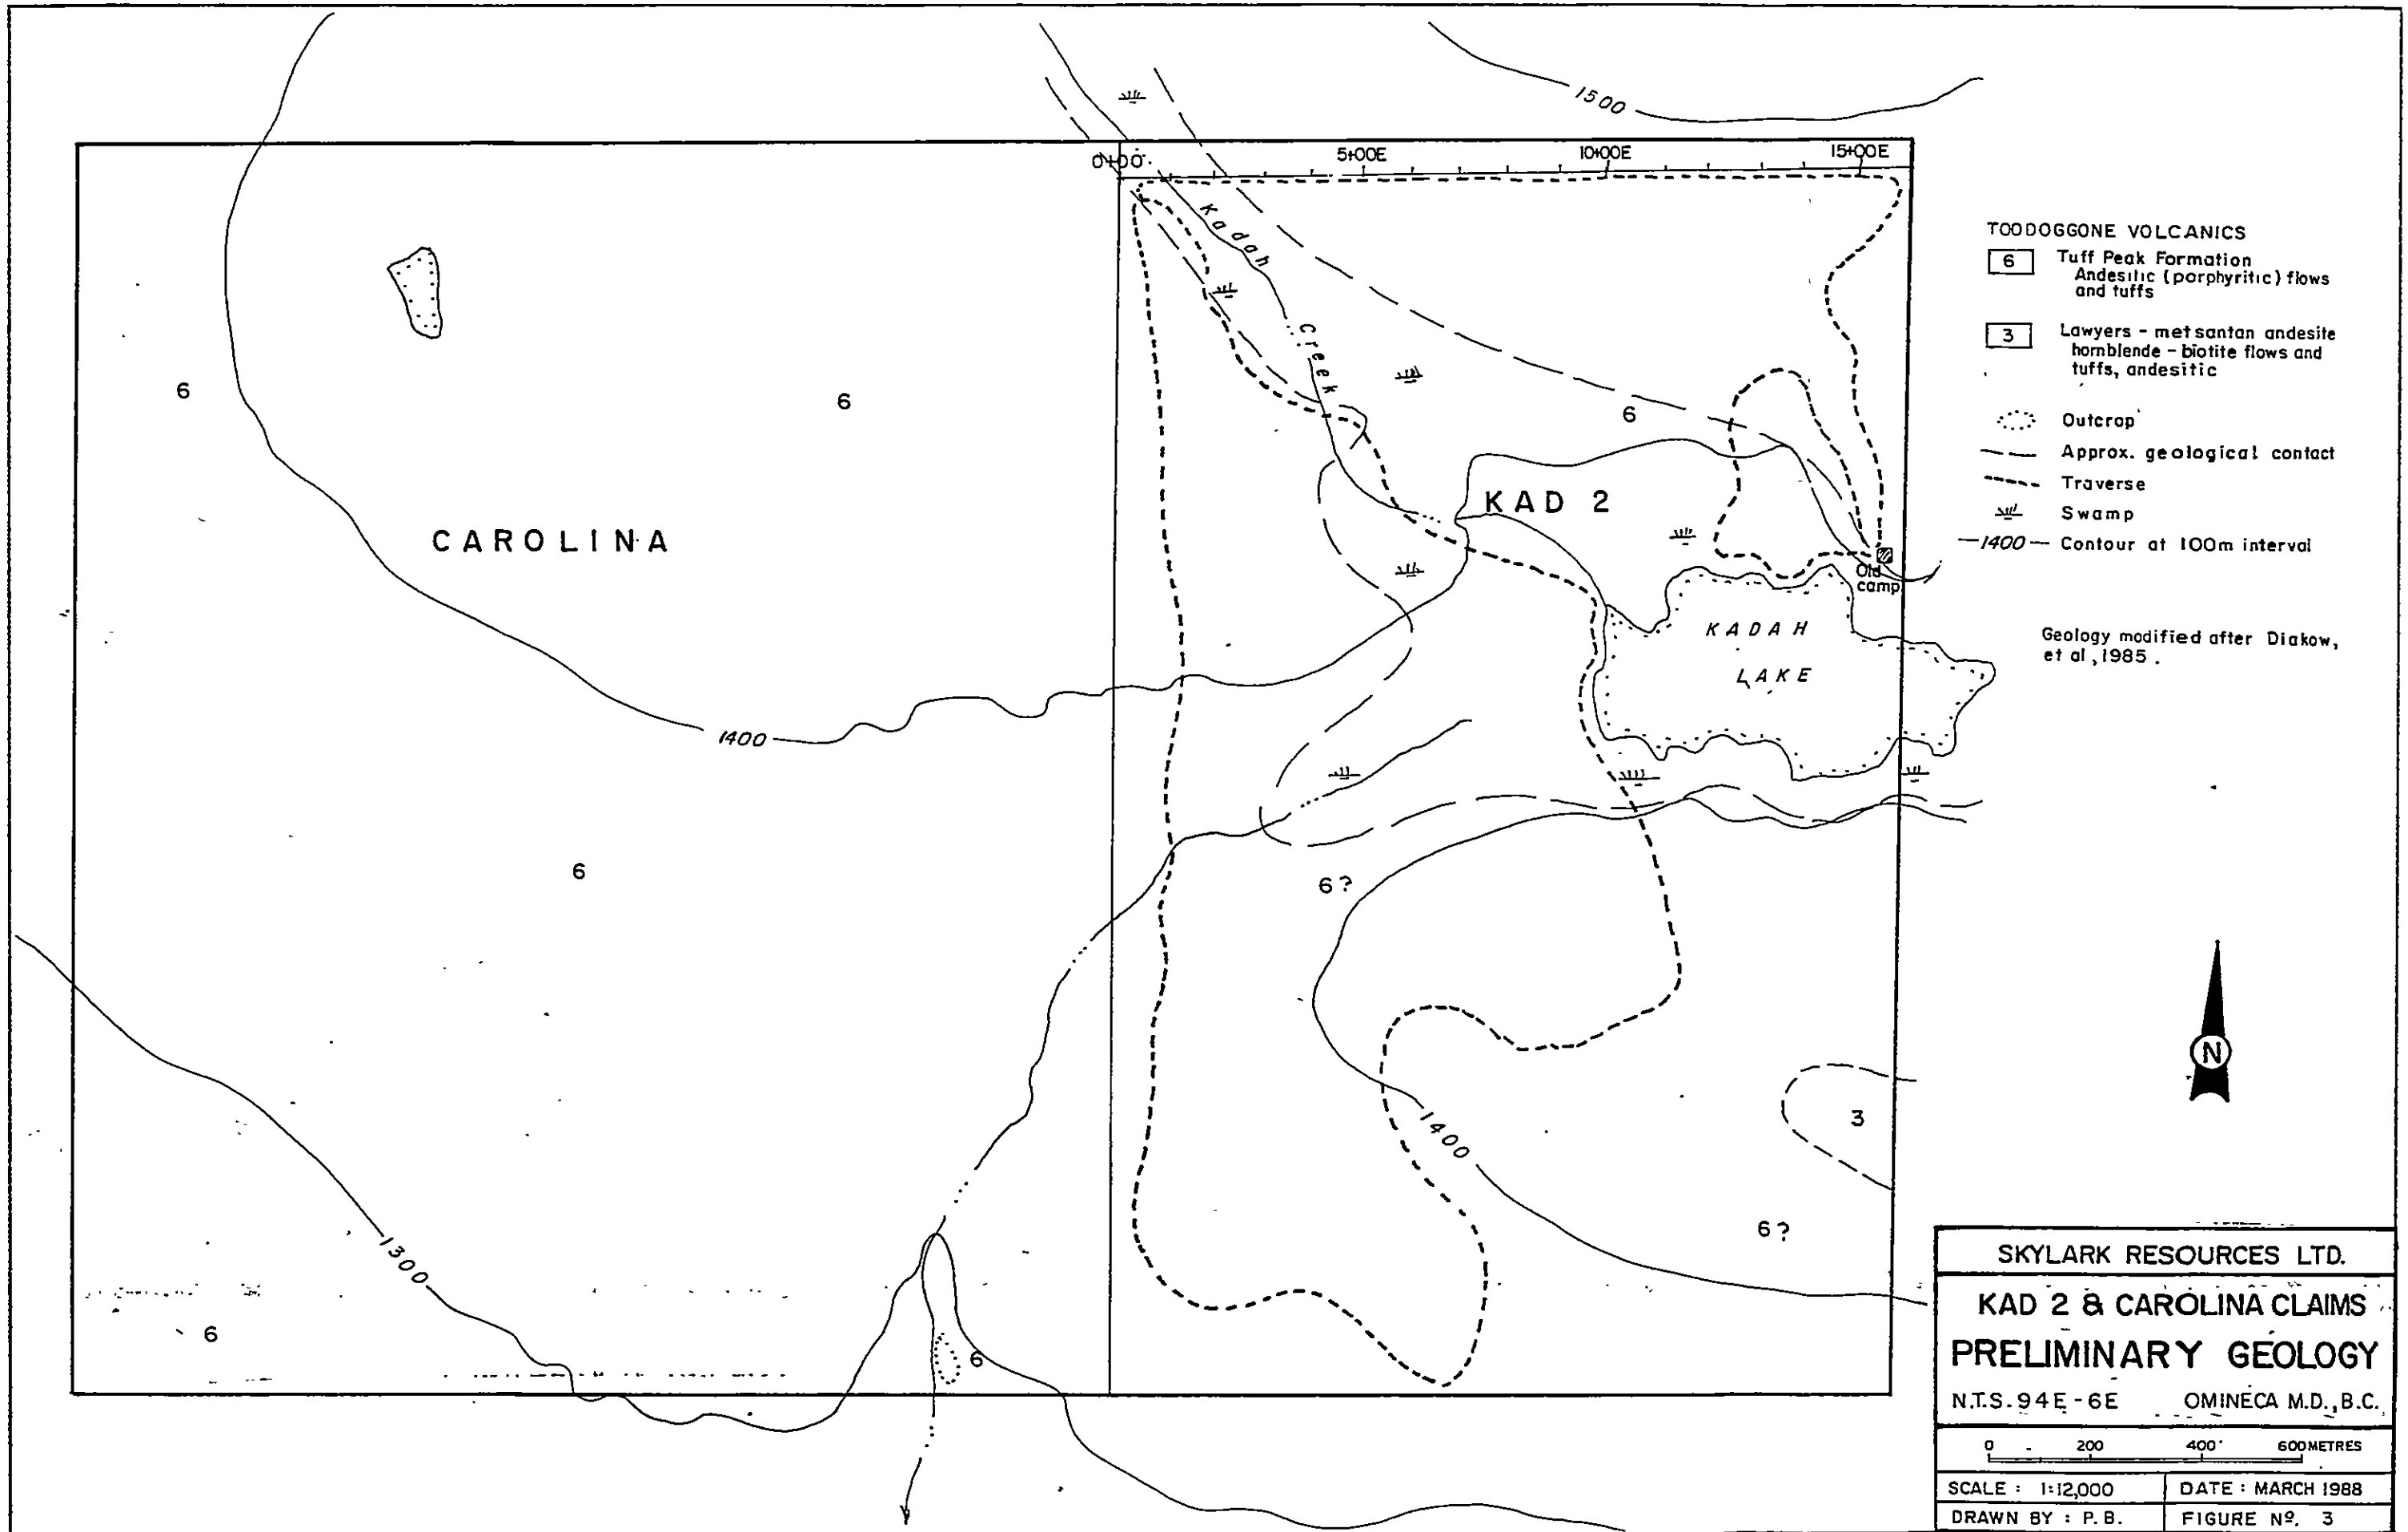 1500
0+00
5+00E
10+00E
15+00E
Kadah
Creek
TOODOGGONE VOLCANICS
6 Tuff Peak Formation
Andesitic (porphyritic) flows
and tuffs
3 Lawyers - metsantan andesite
hornblende - biotite flows and
tuffs, andesitic
Outcrop
Approx. geological contact
Traverse
Swamp
1400 Contour at 100m interval
Geology modified after Diakow,
et al, 1985.
6
6
6
CAROLINA
KAD 2
Old
camp
KADAH
LAKE
1400
6
6?
N
3
1400
6?
1300
6
6
SKYLARK RESOURCES LTD.
KAD 2 & CAROLINA CLAIMS
PRELIMINARY GEOLOGY
N.T.S. 94E-6E OMINECA M.D., B.C.
0 200 400 600 METRES
SCALE : 1:12,000 DATE : MARCH 1988
DRAWN BY : P. B. FIGURE Nº. 3